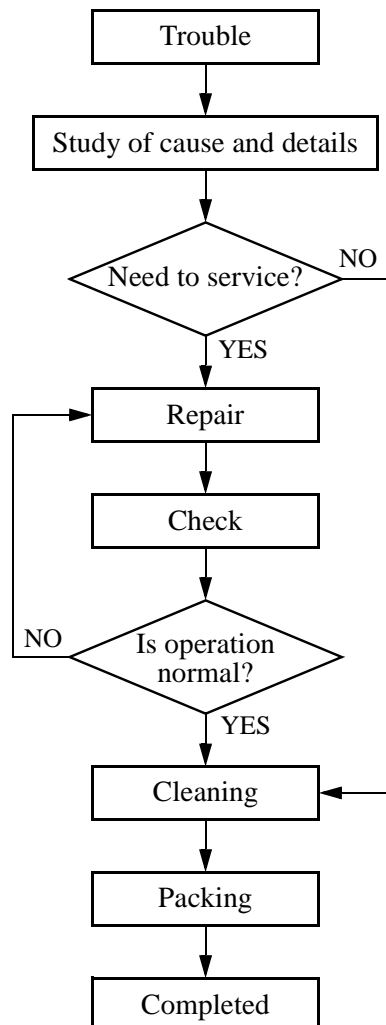 Trouble
Study of cause and details
Need to service?
NO
YES
Repair
Check
Is operation
normal?
NO
YES
Cleaning
Packing
Completed